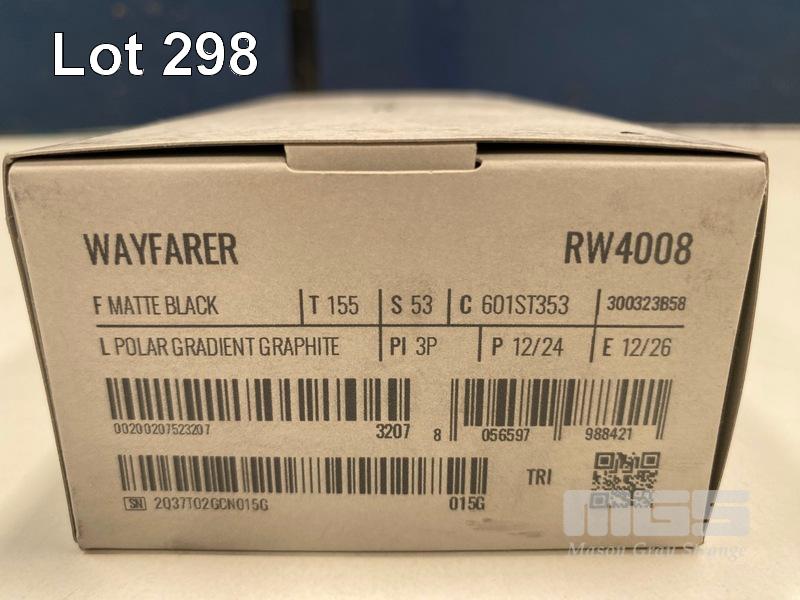 Lot 298
WAYFARER RW4008
F MATTE BLACK T 155 S 53 C 601ST353 300323B58
L POLAR GRADIENT GRAPHITE PI 3P P 12/24 E 12/26
00200207523207 3207 8 056597 988421
SN 2Q37T02GCN015G 015G TRI
MGS
Mason Gray Strange